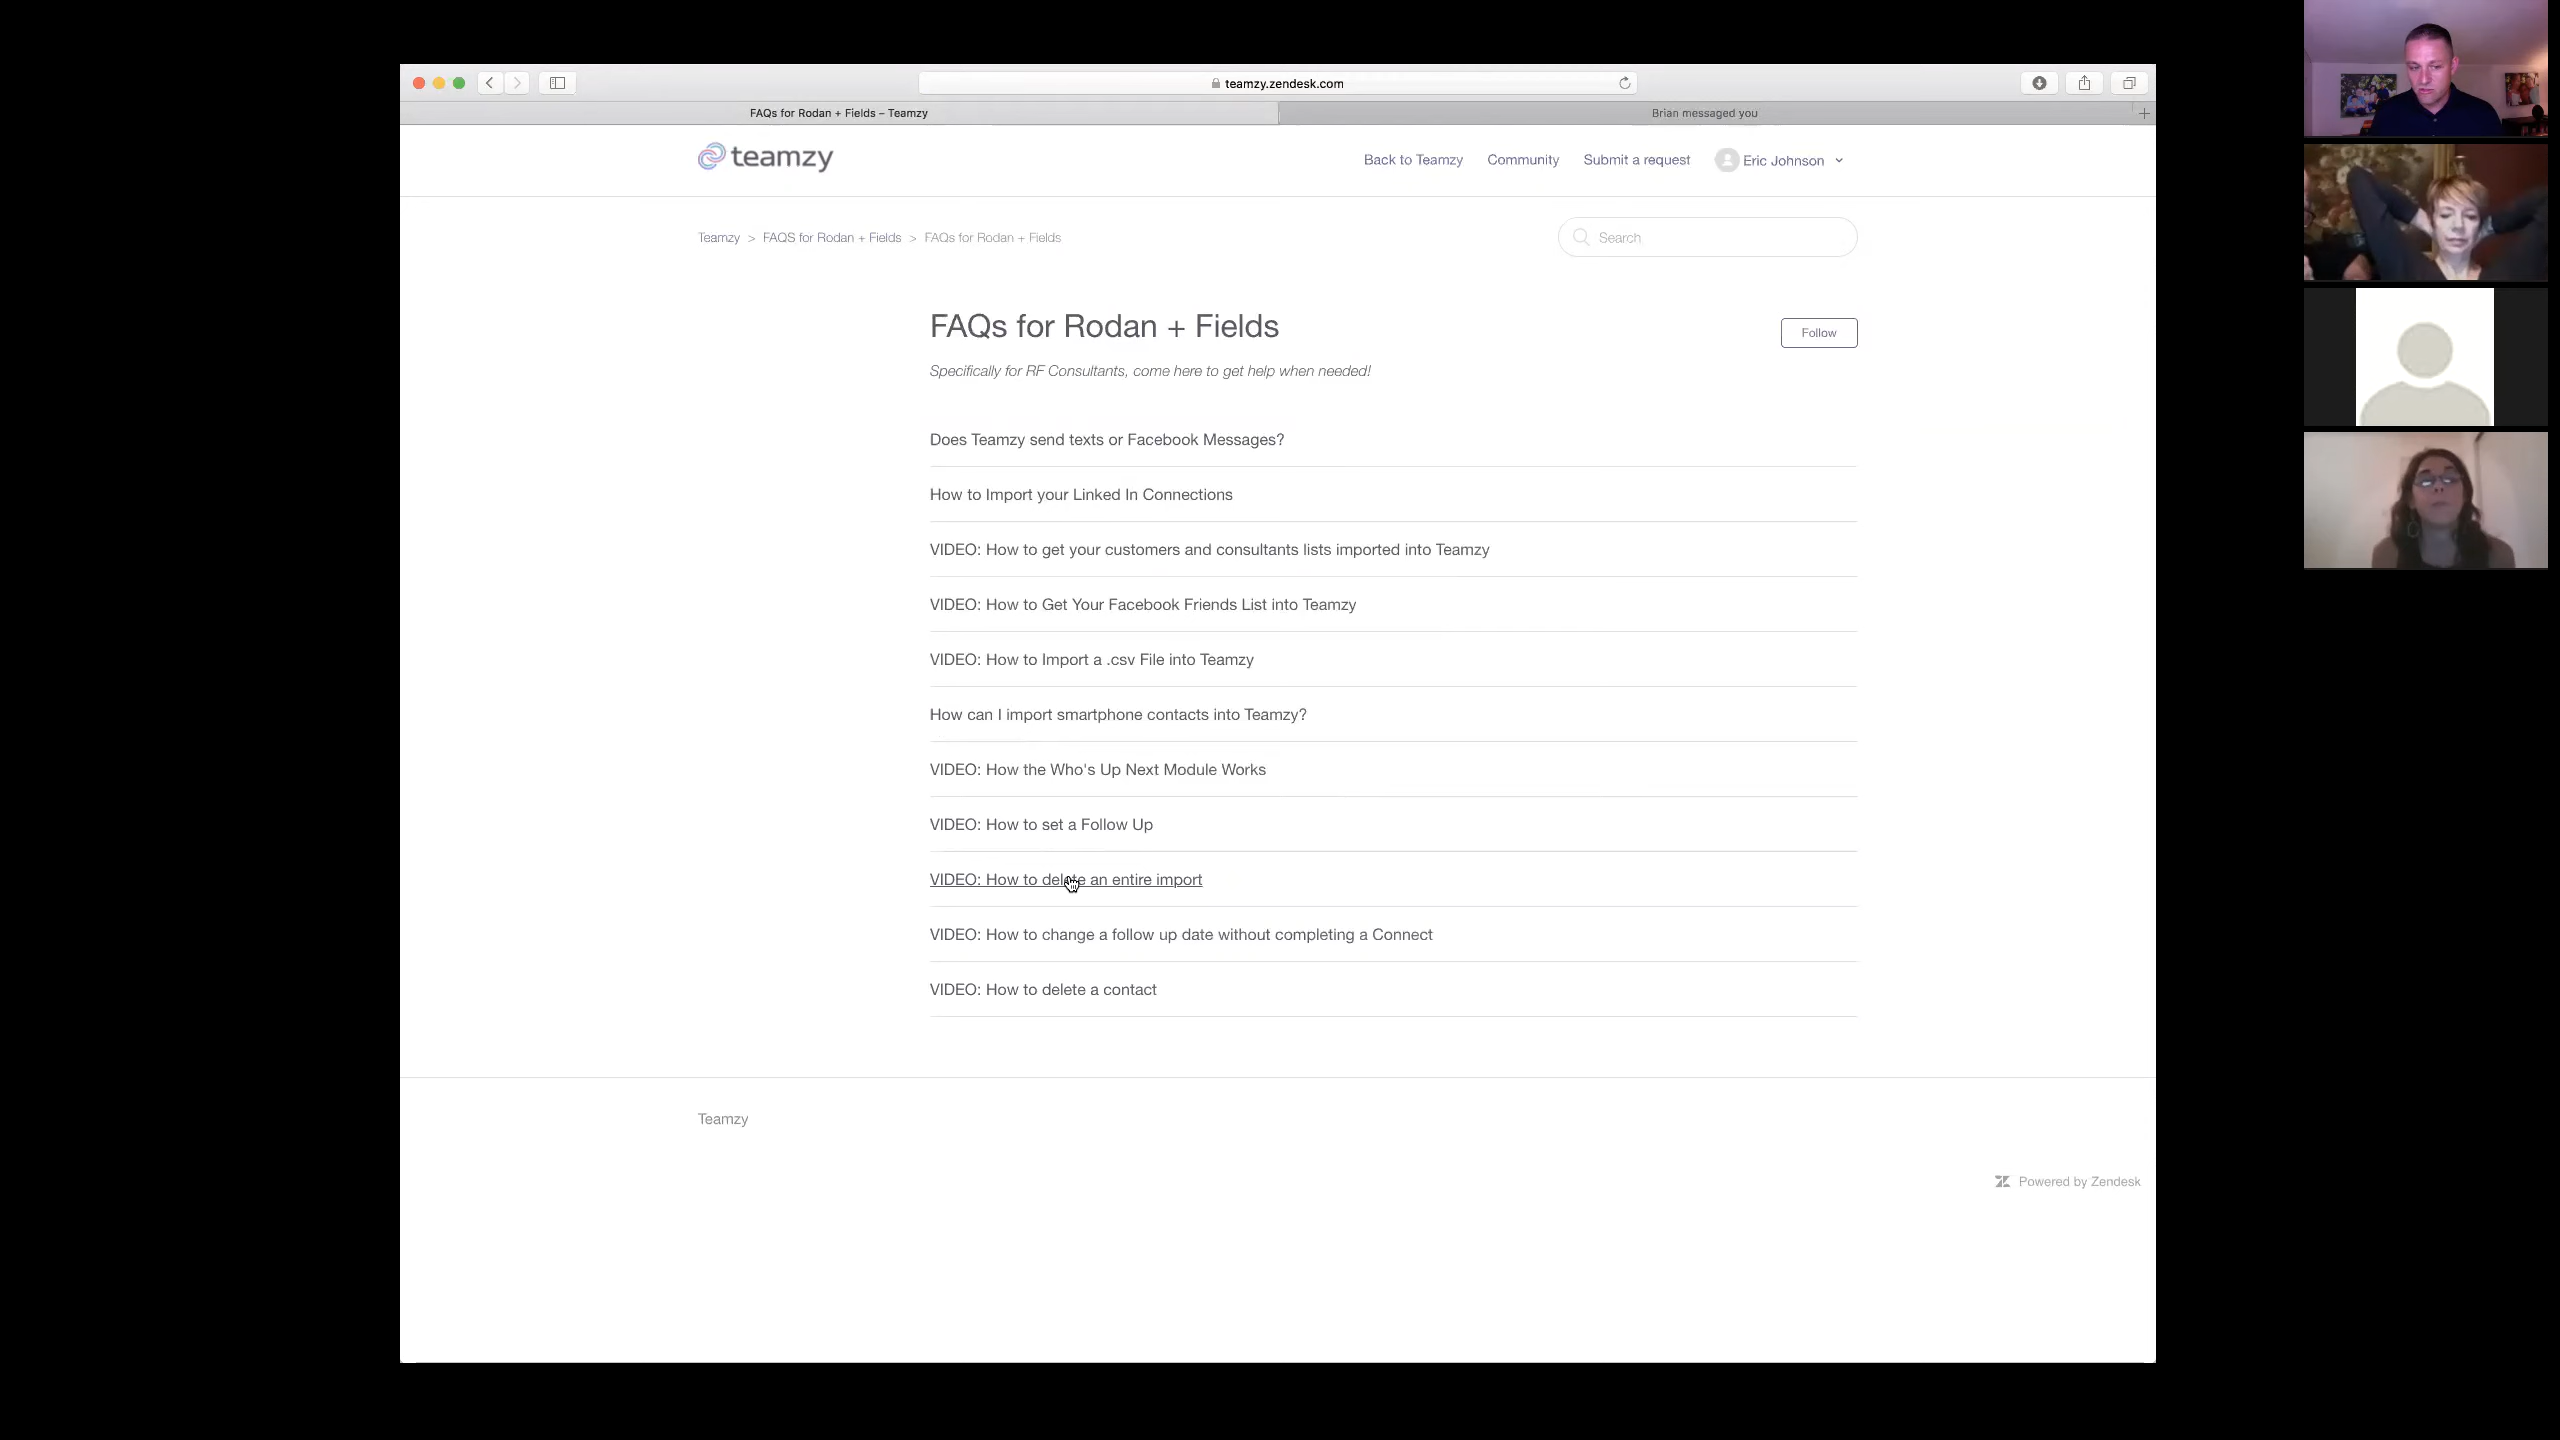 teamzy.zendesk.com
FAQs for Rodan + Fields – Teamzy
Brian messaged you
teamzy
Back to Teamzy
Community
Submit a request
Eric Johnson
Teamzy > FAQS for Rodan + Fields > FAQs for Rodan + Fields
Search
FAQs for Rodan + Fields
Follow
Specifically for RF Consultants, come here to get help when needed!
Does Teamzy send texts or Facebook Messages?
How to Import your Linked In Connections
VIDEO: How to get your customers and consultants lists imported into Teamzy
VIDEO: How to Get Your Facebook Friends List into Teamzy
VIDEO: How to Import a .csv File into Teamzy
How can I import smartphone contacts into Teamzy?
VIDEO: How the Who's Up Next Module Works
VIDEO: How to set a Follow Up
VIDEO: How to delete an entire import
VIDEO: How to change a follow up date without completing a Connect
VIDEO: How to delete a contact
Teamzy
Powered by Zendesk